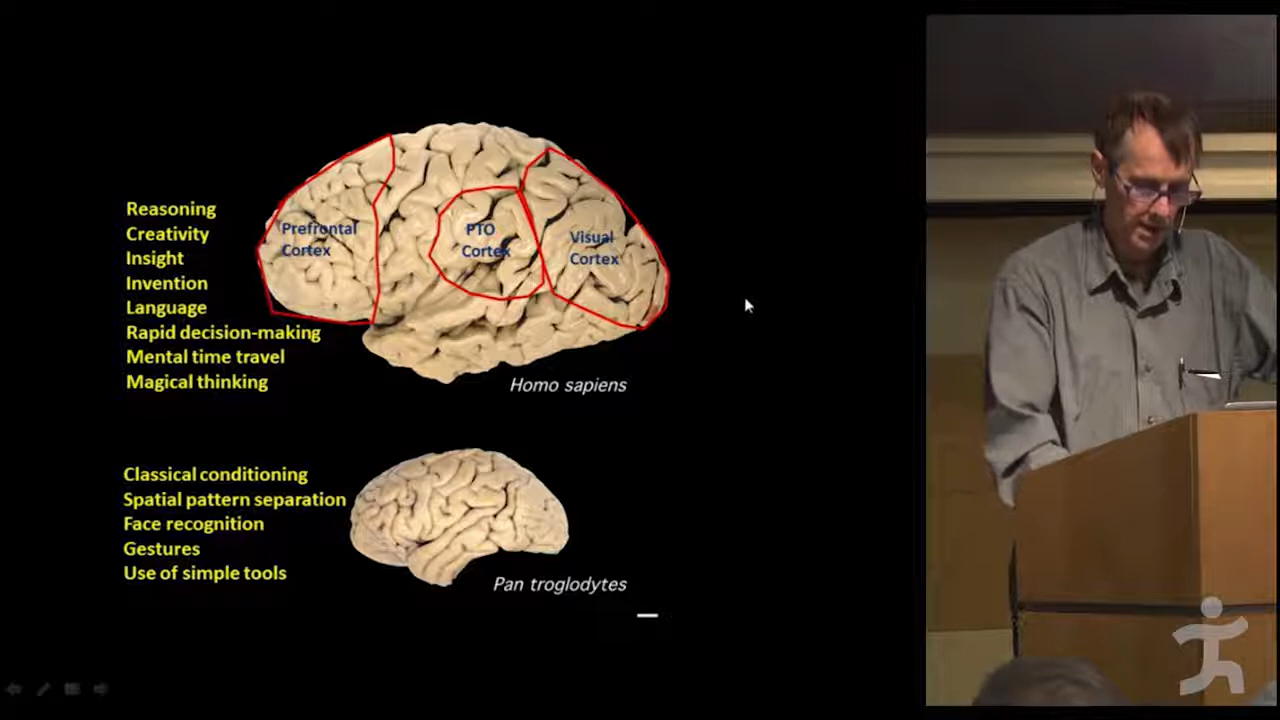 Reasoning
Creativity
Insight
Invention
Language
Rapid decision-making
Mental time travel
Magical thinking
Prefrontal
Cortex
PTO
Cortex
Visual
Cortex
Homo sapiens
Classical conditioning
Spatial pattern separation
Face recognition
Gestures
Use of simple tools
Pan troglodytes